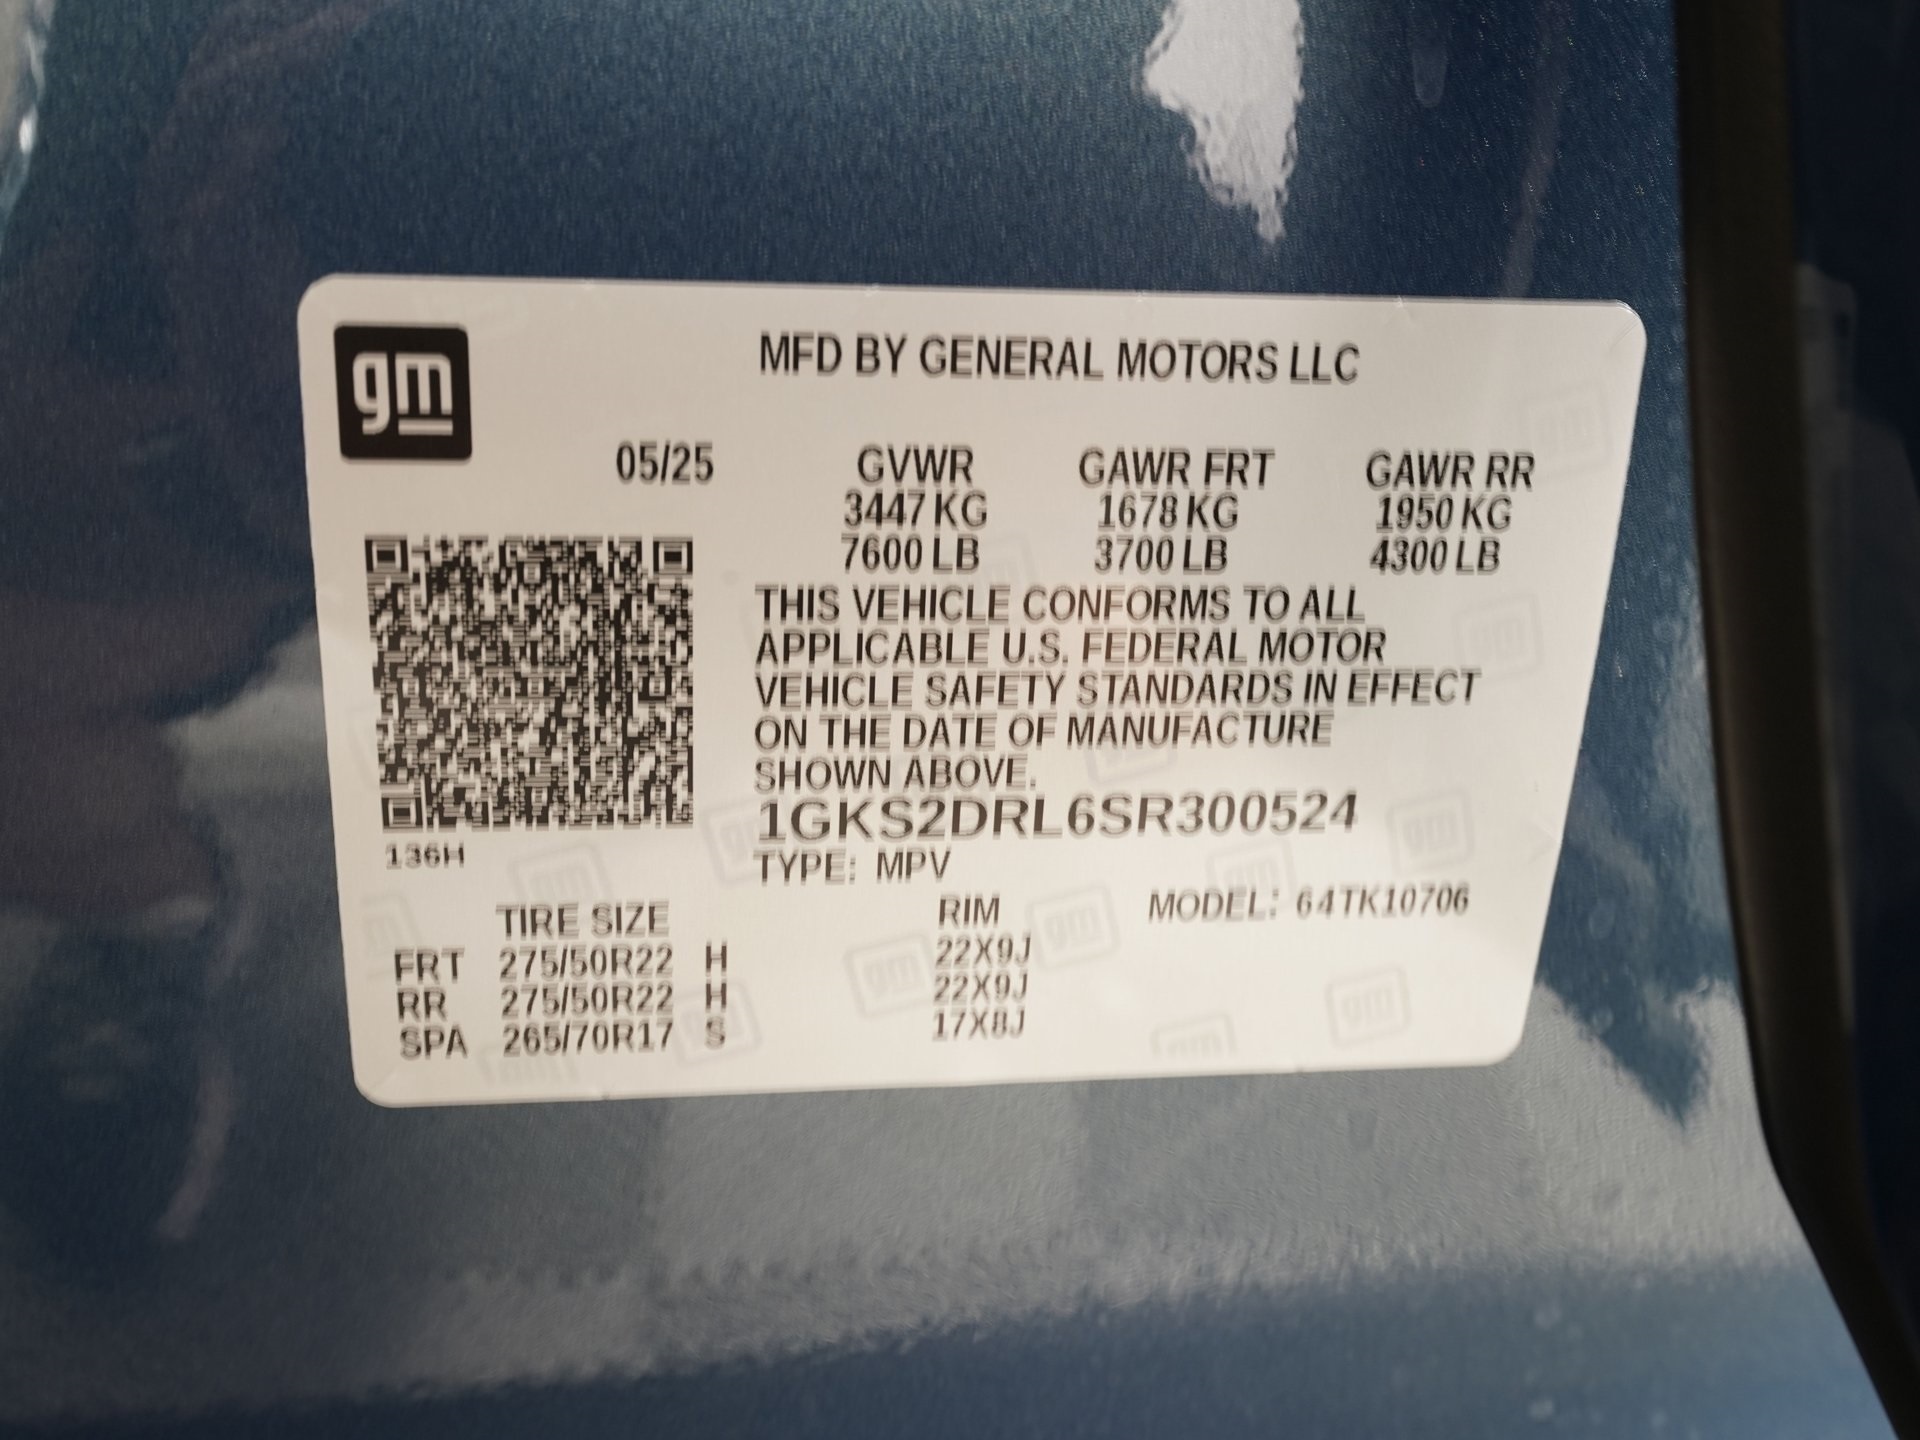 gm
MFD BY GENERAL MOTORS LLC
05/25 GVWR GAWR FRT GAWR RR
3447 KG 1678 KG 1950 KG
7600 LB 3700 LB 4300 LB
THIS VEHICLE CONFORMS TO ALL
APPLICABLE U.S. FEDERAL MOTOR
VEHICLE SAFETY STANDARDS IN EFFECT
ON THE DATE OF MANUFACTURE
SHOWN ABOVE.
1GKS2DRL6SR300524
136H
TYPE: MPV
MODEL: 64TK10706
TIRE SIZE RIM
FRT 275/50R22 H 22X9J
RR 275/50R22 H 22X9J
SPA 265/70R17 S 17X8J